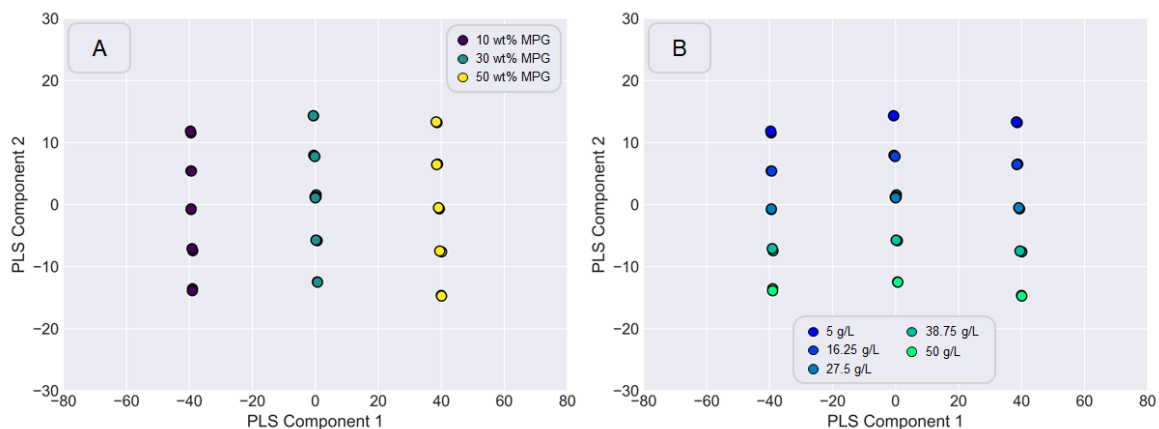 A
10 wt% MPG
30 wt% MPG
50 wt% MPG
30
20
10
0
−10
−20
−30
PLS Component 2
−80 −60 −40 −20 0 20 40 60 80
PLS Component 1
B
30
20
10
0
−10
−20
−30
PLS Component 2
5 g/L
16.25 g/L
27.5 g/L
38.75 g/L
50 g/L
−80 −60 −40 −20 0 20 40 60 80
PLS Component 1